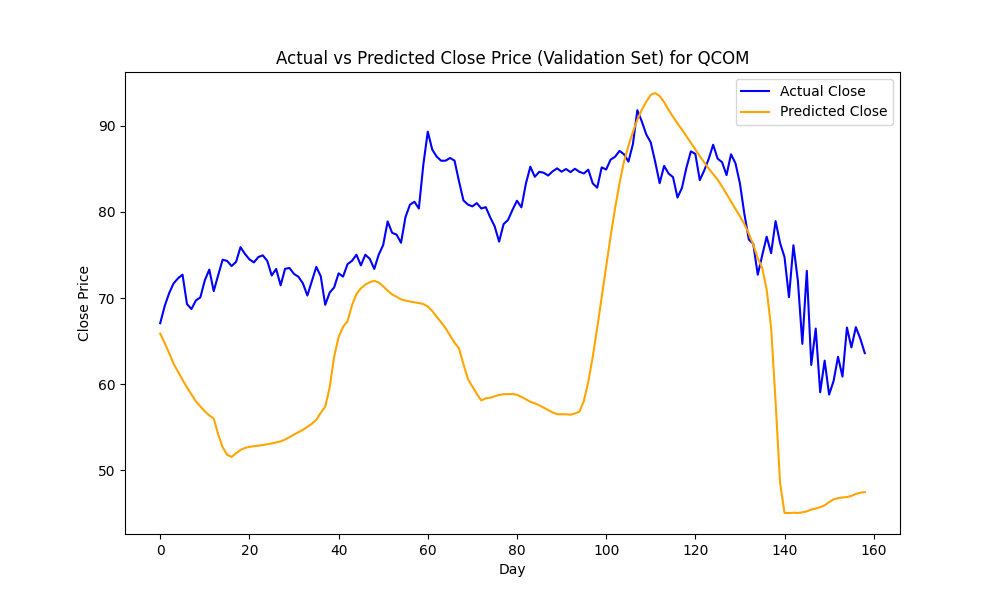 Actual vs Predicted Close Price (Validation Set) for QCOM
Actual Close
Predicted Close
Close Price
90
80
70
60
50
0 20 40 60 80 100 120 140 160
Day